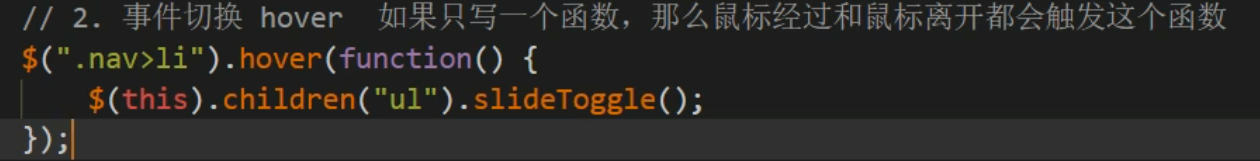 // 2. 事件切换 hover  如果只写一个函数，那么鼠标经过和鼠标离开都会触发这个函数
$(".nav>li").hover(function() {
    $(this).children("ul").slideToggle();
});